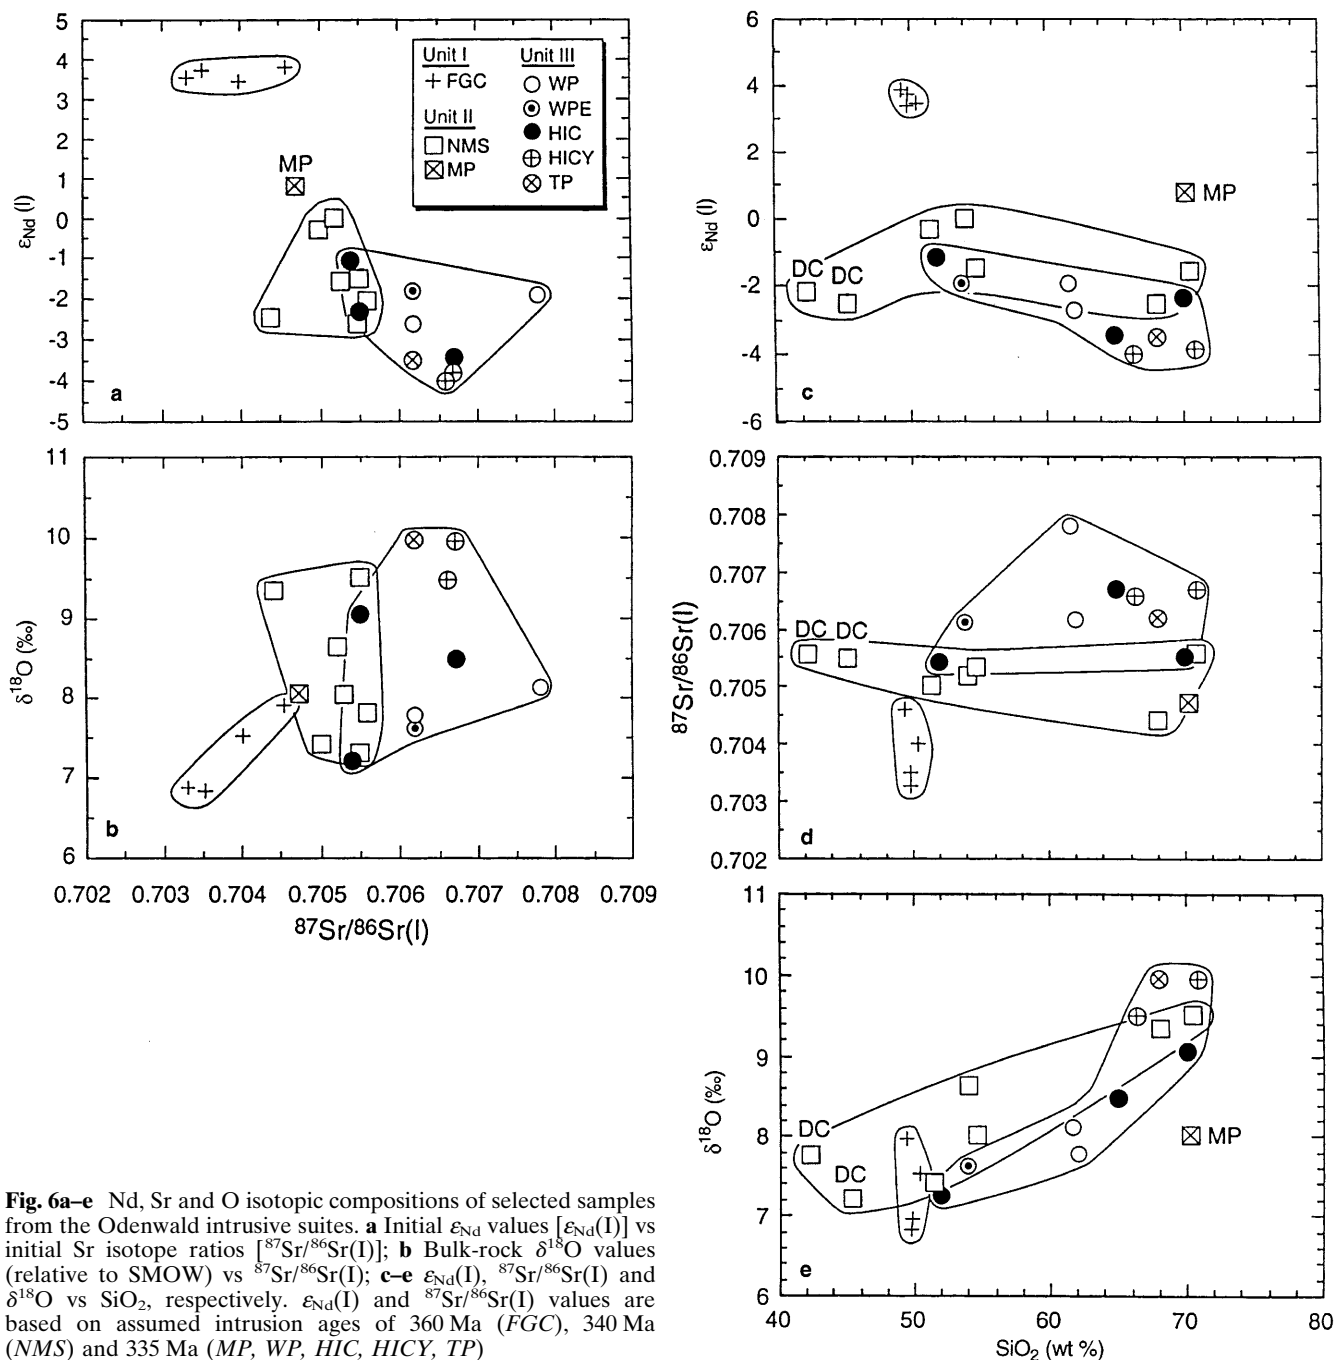 5
4
3
2
1
0
-1
-2
-3
-4
-5
εNd (I)
MP
a
Unit I
FGC
Unit II
NMS
MP
Unit III
WP
WPE
HIC
HICY
TP
6
4
2
0
-2
-4
-6
εNd (I)
DC
DC
MP
c
11
10
9
8
7
6
δ18O (‰)
b
0.702 0.703 0.704 0.705 0.706 0.707 0.708 0.709
87Sr/86Sr(I)
0.709
0.708
0.707
0.706
0.705
0.704
0.703
0.702
87Sr/86Sr(I)
DC
DC
d
11
10
9
8
7
6
δ18O (‰)
DC
DC
MP
e
40 50 60 70 80
SiO2 (wt %)
Fig. 6a–e Nd, Sr and O isotopic compositions of selected samples
from the Odenwald intrusive suites. a Initial εNd values [εNd(I)] vs
initial Sr isotope ratios [87Sr/86Sr(I)]; b Bulk-rock δ18O values
(relative to SMOW) vs 87Sr/86Sr(I); c–e εNd(I), 87Sr/86Sr(I) and
δ18O vs SiO2, respectively. εNd(I) and 87Sr/86Sr(I) values are
based on assumed intrusion ages of 360 Ma (FGC), 340 Ma
(NMS) and 335 Ma (MP, WP, HIC, HICY, TP)